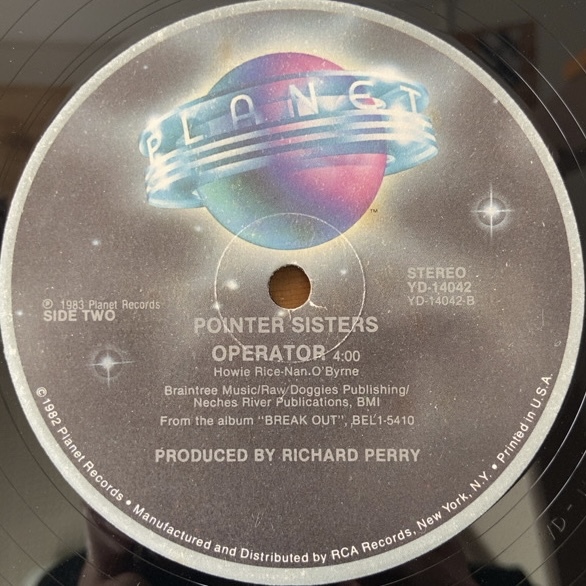 PLANET
™
STEREO
YD-14042
YD-14042-B
℗ 1983 Planet Records
SIDE TWO
POINTER SISTERS
OPERATOR 4:00
Howie Rice-Nan O'Byrne
Braintree Music/Raw Doggies Publishing/
Neches River Publications, BMI
From the album "BREAK OUT", BEL1-5410
PRODUCED BY RICHARD PERRY
© 1982 Planet Records • Manufactured and Distributed by RCA Records, New York, N.Y. • Printed in U.S.A.